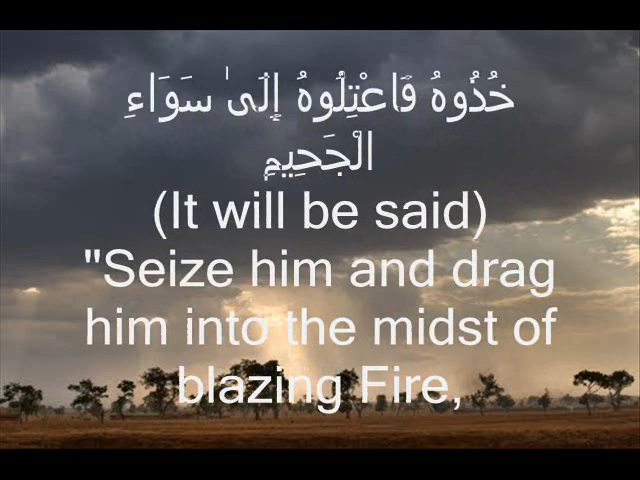 خُذُوهُ فَاعْتِلُوهُ إِلَىٰ سَوَاءِ
الْجَحِيمِ
(It will be said)
"Seize him and drag
him into the midst of
blazing Fire,